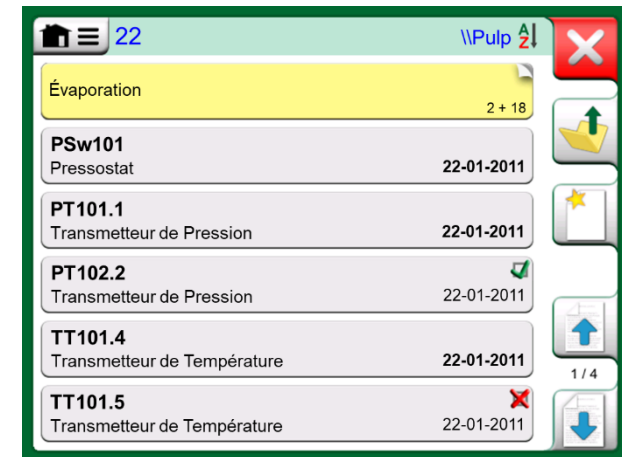 22 \\Pulp A Z
Évaporation
2 + 18
PSw101
Pressostat 22-01-2011
PT101.1
Transmetteur de Pression 22-01-2011
PT102.2
Transmetteur de Pression 22-01-2011
TT101.4
Transmetteur de Température 22-01-2011
1 / 4
TT101.5
Transmetteur de Température 22-01-2011